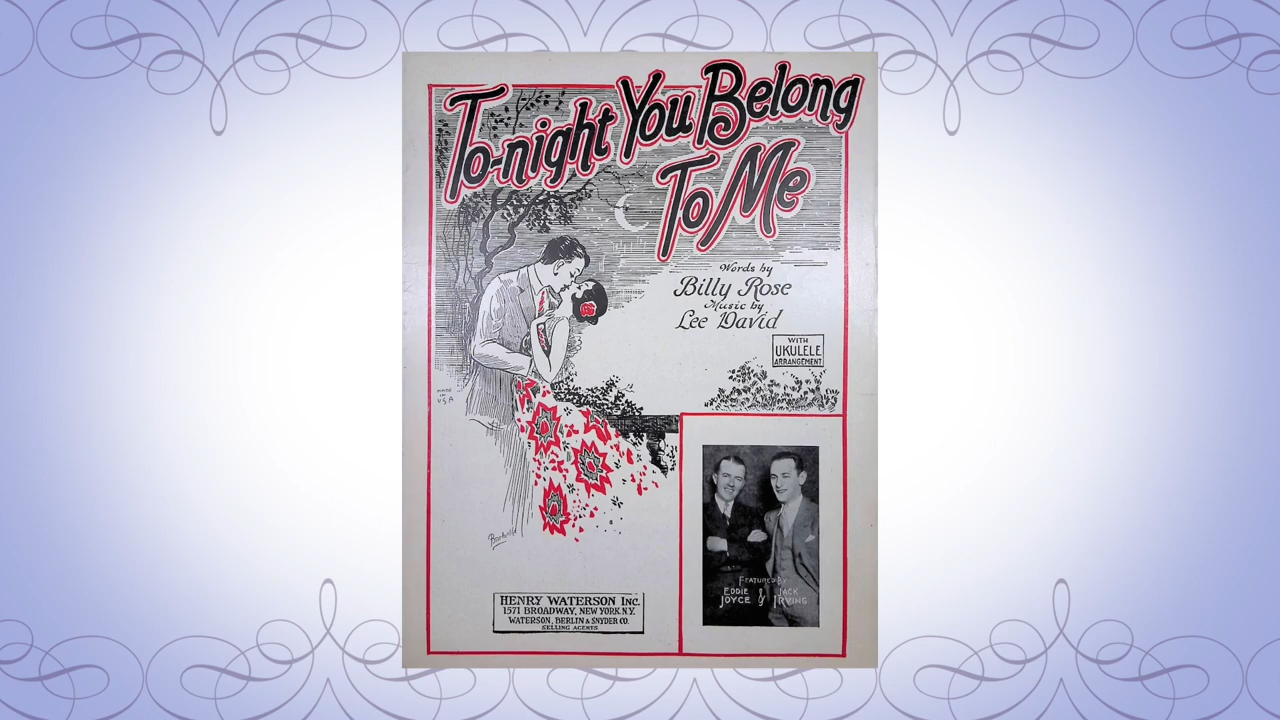 To-night You Belong
To Me
Words by
Billy Rose
Music by
Lee David
WITH
UKULELE
ARRANGEMENT
MADE
IN
U.S.A
FEATURED BY
EDDIE JOYCE & JACK IRVING
HENRY WATERSON INC.
1571 BROADWAY, NEW YORK N.Y.
WATERSON, BERLIN & SNYDER CO.
SELLING AGENTS